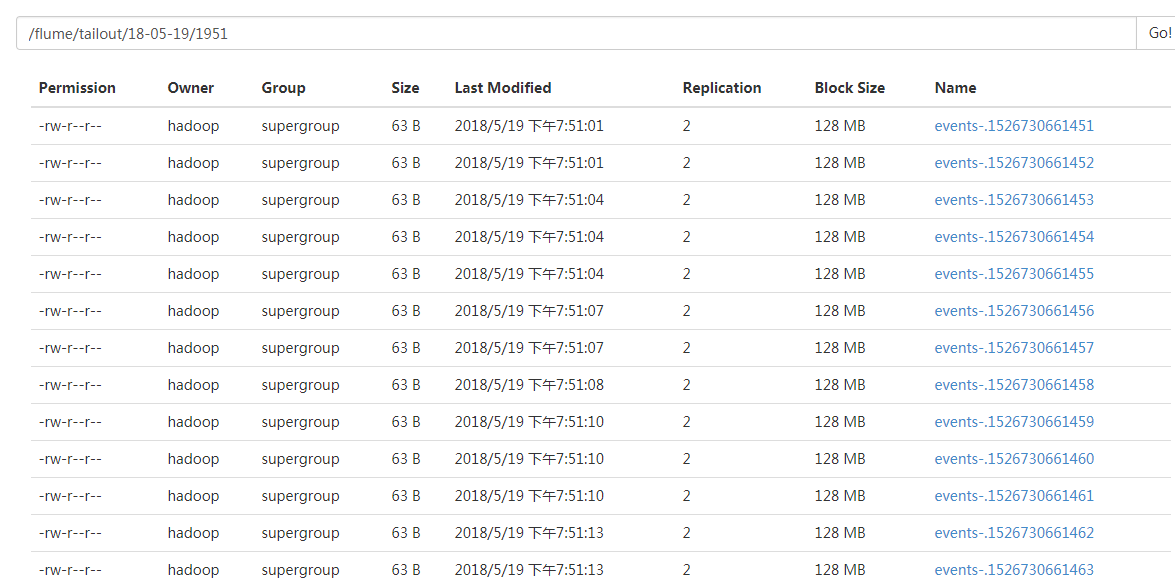 /flume/tailout/18-05-19/1951 Go!
Permission Owner Group Size Last Modified Replication Block Size Name
-rw-r--r-- hadoop supergroup 63 B 2018/5/19 下午7:51:01 2 128 MB events-.1526730661451
-rw-r--r-- hadoop supergroup 63 B 2018/5/19 下午7:51:01 2 128 MB events-.1526730661452
-rw-r--r-- hadoop supergroup 63 B 2018/5/19 下午7:51:04 2 128 MB events-.1526730661453
-rw-r--r-- hadoop supergroup 63 B 2018/5/19 下午7:51:04 2 128 MB events-.1526730661454
-rw-r--r-- hadoop supergroup 63 B 2018/5/19 下午7:51:04 2 128 MB events-.1526730661455
-rw-r--r-- hadoop supergroup 63 B 2018/5/19 下午7:51:07 2 128 MB events-.1526730661456
-rw-r--r-- hadoop supergroup 63 B 2018/5/19 下午7:51:07 2 128 MB events-.1526730661457
-rw-r--r-- hadoop supergroup 63 B 2018/5/19 下午7:51:08 2 128 MB events-.1526730661458
-rw-r--r-- hadoop supergroup 63 B 2018/5/19 下午7:51:10 2 128 MB events-.1526730661459
-rw-r--r-- hadoop supergroup 63 B 2018/5/19 下午7:51:10 2 128 MB events-.1526730661460
-rw-r--r-- hadoop supergroup 63 B 2018/5/19 下午7:51:10 2 128 MB events-.1526730661461
-rw-r--r-- hadoop supergroup 63 B 2018/5/19 下午7:51:13 2 128 MB events-.1526730661462
-rw-r--r-- hadoop supergroup 63 B 2018/5/19 下午7:51:13 2 128 MB events-.1526730661463